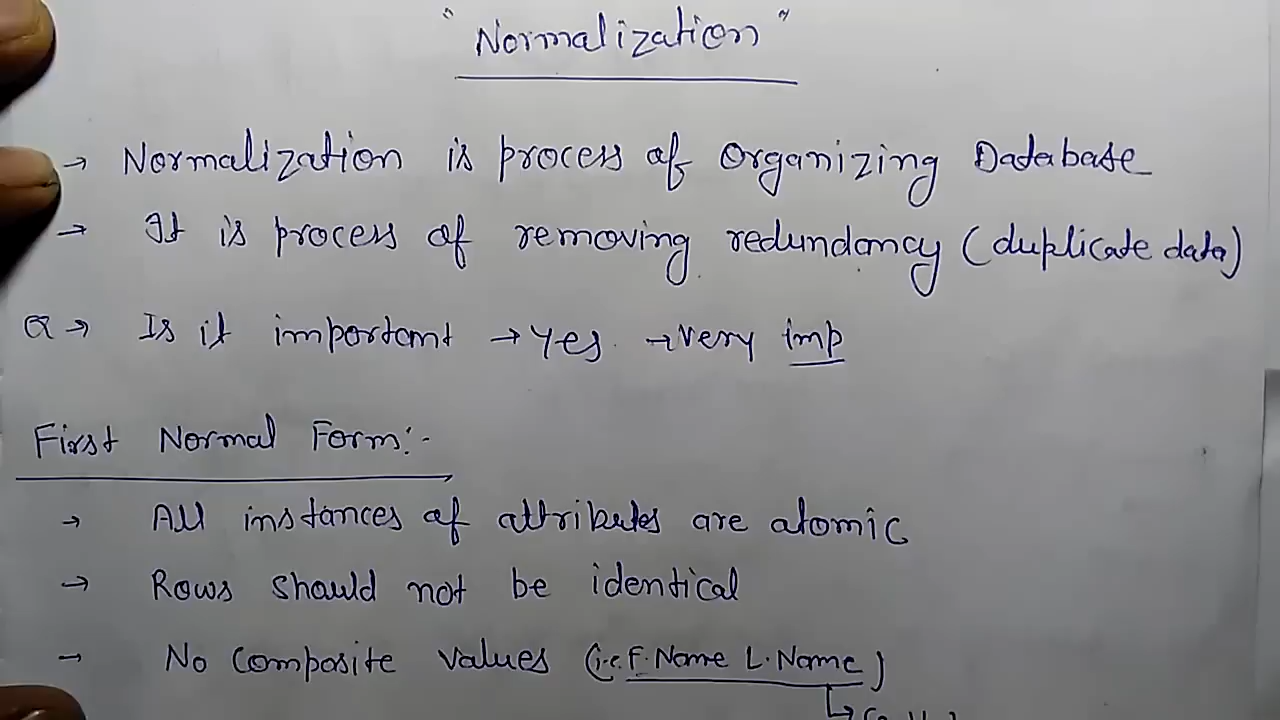 "Normalization"
→ Normalization is process of Organizing Database
→ It is process of removing redundancy (duplicate data)
Q → Is it important → Yes → Very Imp
First Normal Form:-
→ All instances of attributes are atomic
→ Rows should not be identical
→ No Composite values (i.e F.Name L.Name)